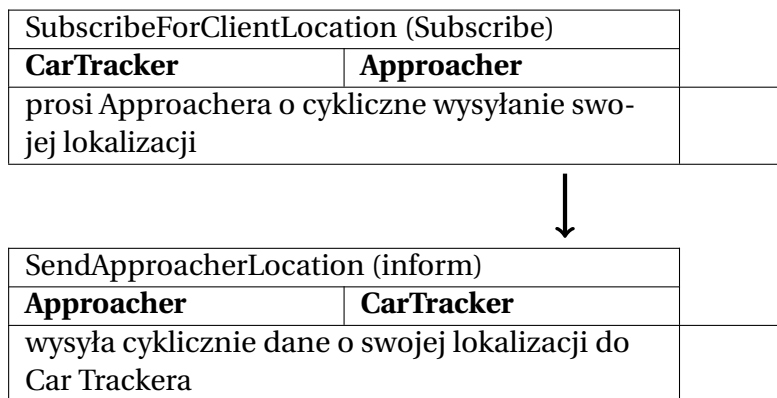 SubscribeForClientLocation (Subscribe)
CarTracker Approacher
prosi Approachera o cykliczne wysyłanie swo-
jej lokalizacji
SendApproacherLocation (inform)
Approacher CarTracker
wysyła cyklicznie dane o swojej lokalizacji do
Car Trackera